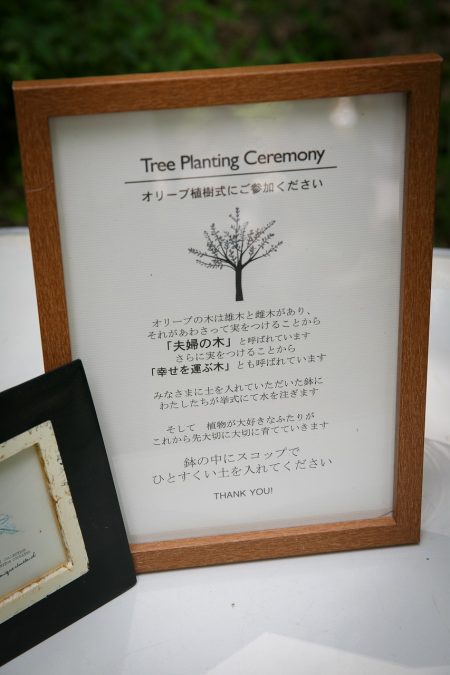 Tree Planting Ceremony
オリーブ植樹式にご参加ください
オリーブの木は雄木と雌木があり、
それがあわさって実をつけることから
「夫婦の木」と呼ばれています
さらに実をつけることから
「幸せを運ぶ木」とも呼ばれています
みなさまに土を入れていただいた鉢に
わたしたちが挙式にて水を注ぎます
そして　植物が大好きなふたりが
これから先大切に大切に育てていきます
鉢の中にスコップで
ひとすくい土を入れてください
THANK YOU!